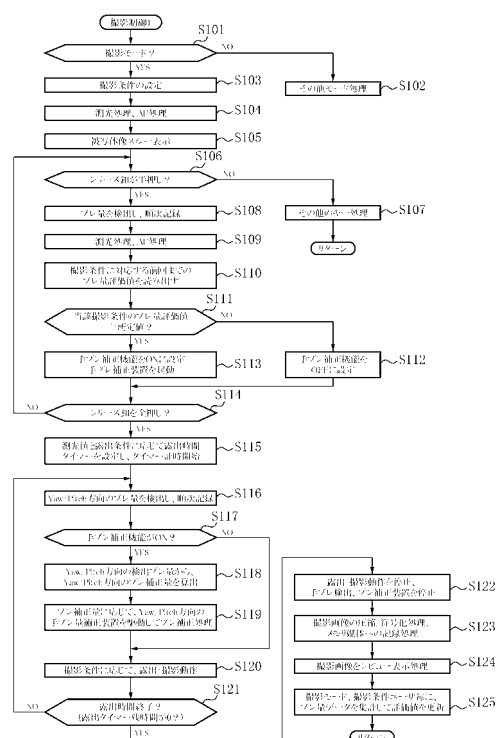 撮影制御1
S101
撮影モード?
NO
YES
S103
撮影条件の設定
S102
その他モード処理
S104
測光処理、AF処理
S105
被写体像スルー表示
S106
レリーズ釦が半押し?
NO
YES
S108
ブレ量を検出し、順次記録
S107
その他のキー処理
S109
測光処理、AF処理
リターン
S110
撮影条件に対応する前回までの
ブレ量評価値を読み出す
S111
当該撮影条件のブレ量評価値
>所定値?
NO
YES
S113
手ブレ補正機能をONに設定
手ブレ補正装置を起動
S112
手ブレ補正機能を
OFFに設定
S114
NO
レリーズ釦を全押し?
YES
S115
測光値と露出条件に応じて露出時間
タイマーを設定し、タイマー計時開始
S116
Yaw、Pitch方向のブレ量を検出し、順次記録
S117
手ブレ補正機能がON?
NO
YES
S118
Yaw、Pitch方向の検出ブレ量から、
Yaw、Pitch方向のブレ補正量を算出
S119
ブレ補正量に応じて、Yaw、Pitch方向の
手ブレ量補正装置を駆動してブレ補正処理
S120
撮影条件に応じて、露出・撮影動作
S121
NO
露出時間終了?
(露出タイマー残時間が0?)
YES
S122
露出・撮影動作を停止、
手ブレ検出、ブレ補正装置を停止
S123
撮影画像の圧縮、符号化処理、
メモリ媒体への記録処理
S124
撮影画像をレビュー表示処理
S125
撮影モード、撮影条件、ユーザ毎に、
ブレ量データを集計して評価値を更新
リターン